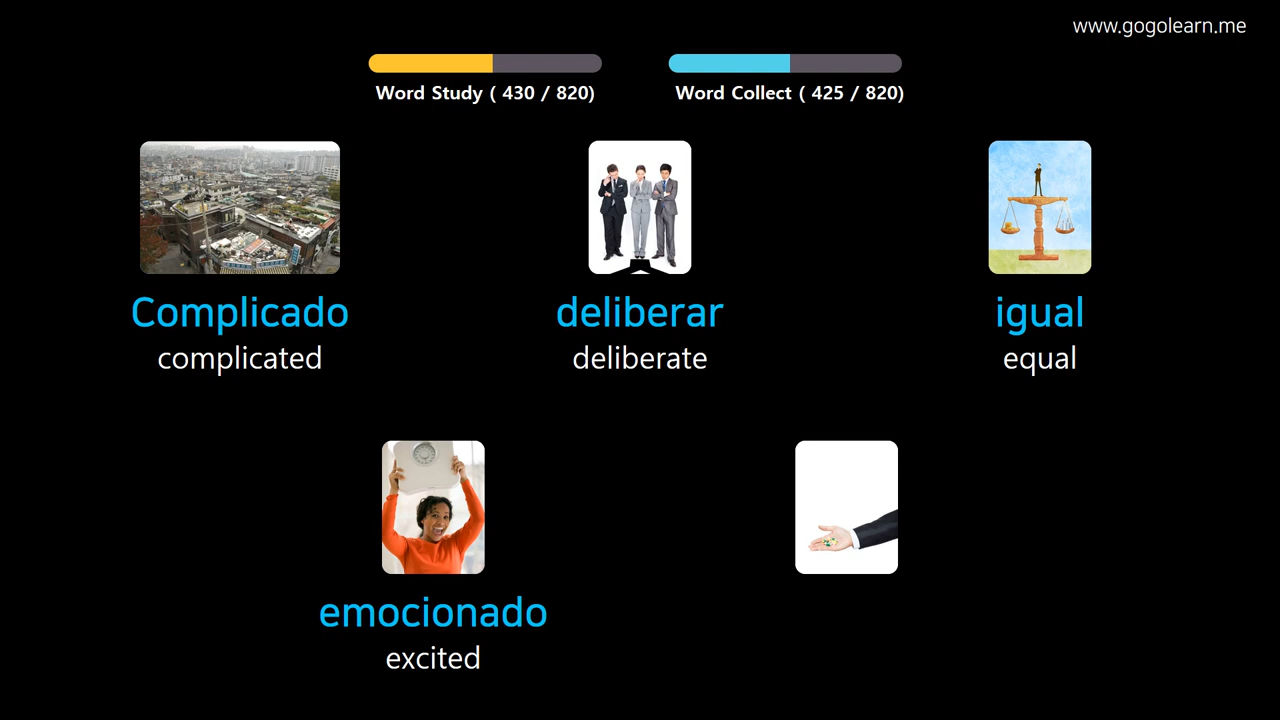 www.gogolearn.me
Word Study ( 430 / 820)
Word Collect ( 425 / 820)
Complicado
complicated
deliberar
deliberate
igual
equal
emocionado
excited